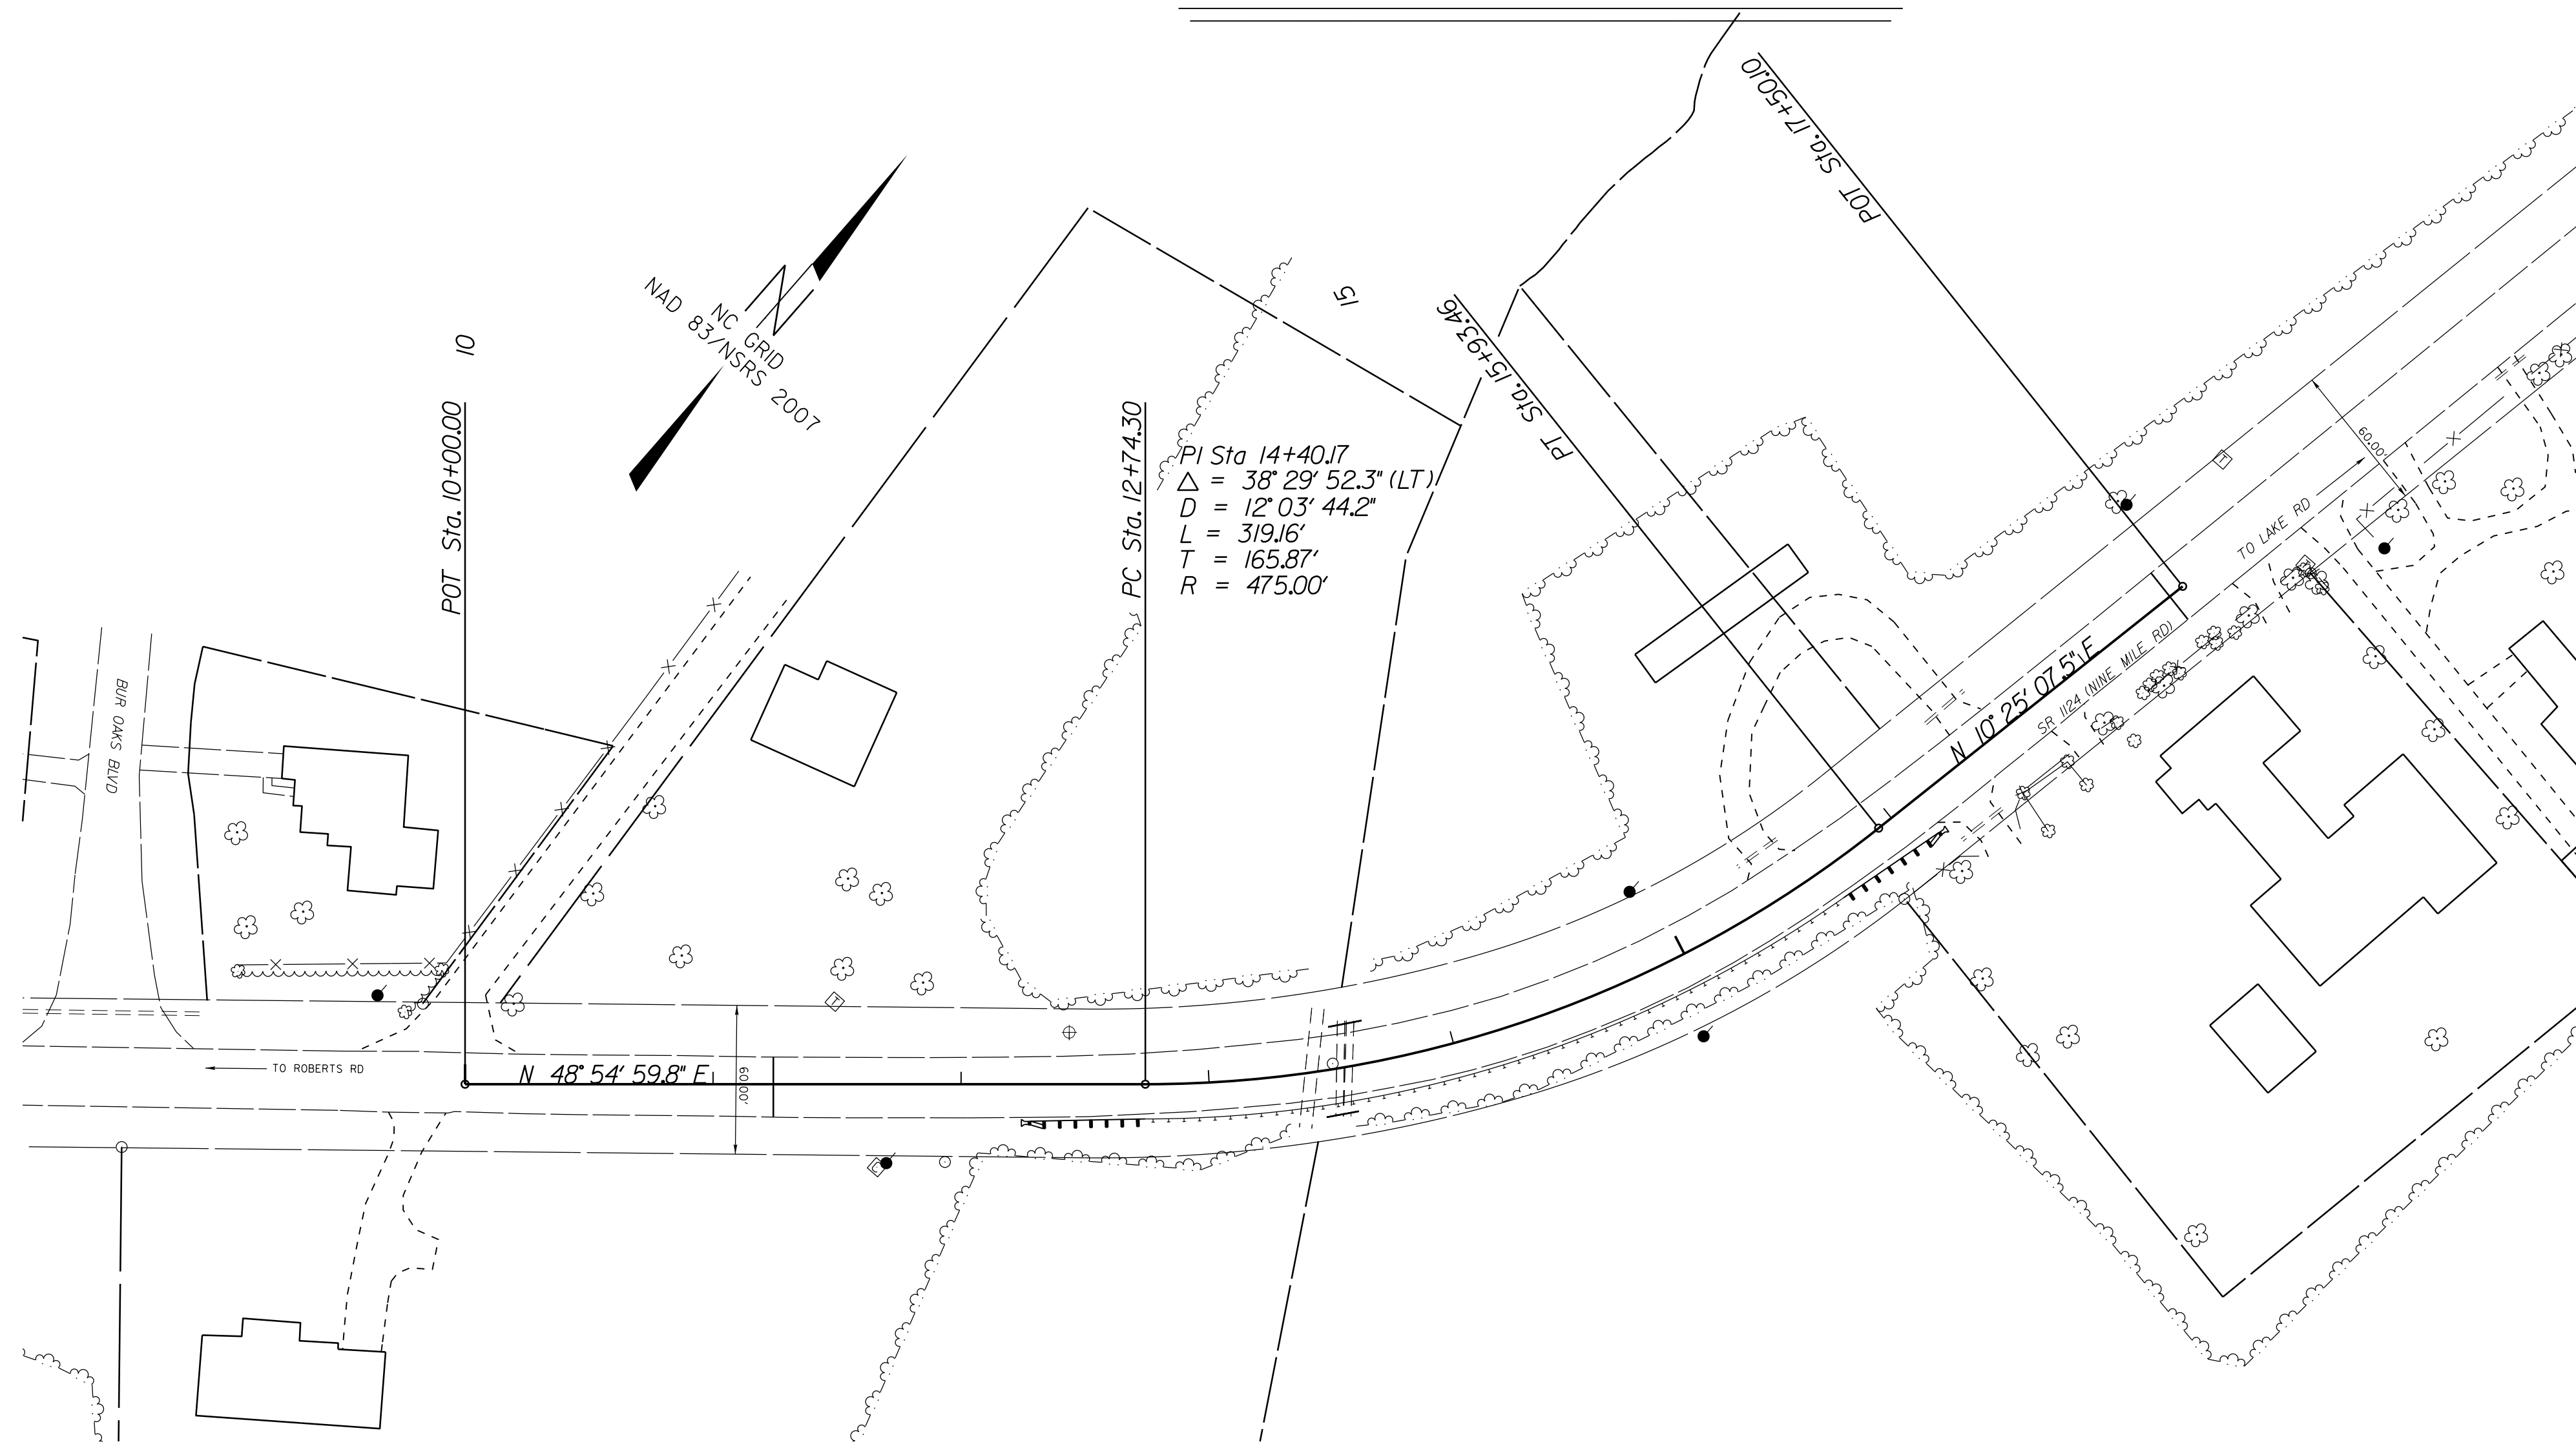 POT Sta. 17+50.10
NAD 83/NSRS 2007
NC GRID
N
15
PT Sta. 15+93.46
10
POT Sta. 10+00.00
PC Sta. 12+74.30
PI Sta 14+40.17
△ = 38° 29' 52.3" (LT)
D = 12° 03' 44.2"
L = 319.16'
T = 165.87'
R = 475.00'
60.00'
T
TO LAKE RD
N 10° 25' 07.5" E
SR 1124 (NINE MILE RD)
BUR OAKS BLVD
T
TO ROBERTS RD
N 48° 54' 59.8" E
60.00'
C